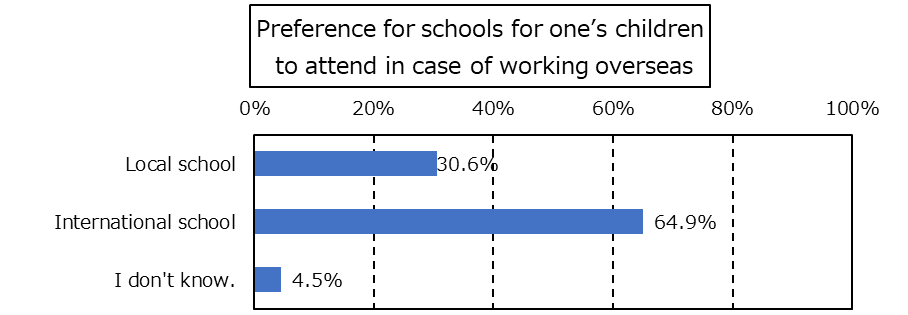 Preference for schools for one’s children
to attend in case of working overseas
0% 20% 40% 60% 80% 100%
Local school 30.6%
International school 64.9%
I don't know. 4.5%